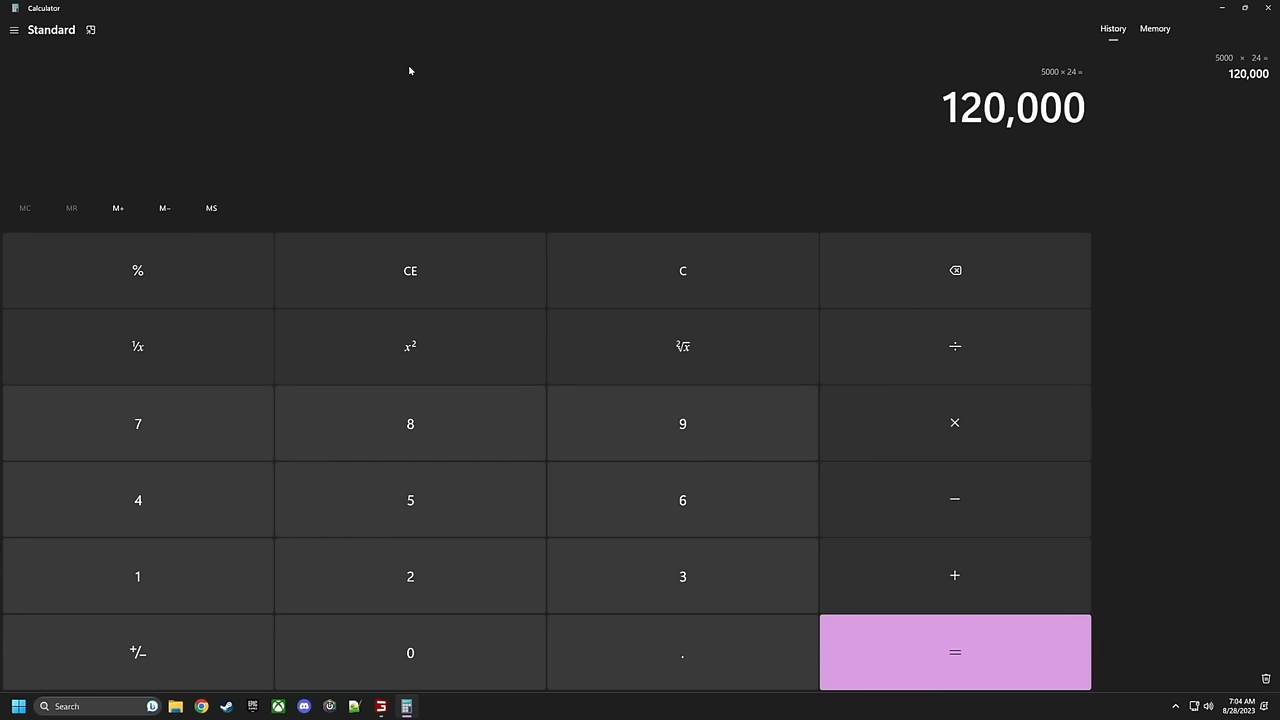 Calculator
Standard
History Memory
5000 × 24 =
120,000
5000 × 24 =
120,000
MC MR M+ M− MS
% CE C
⅟x x² ²√x ÷
7 8 9 ×
4 5 6 −
1 2 3 +
+/− 0 . =
Search
7:04 AM
8/28/2023